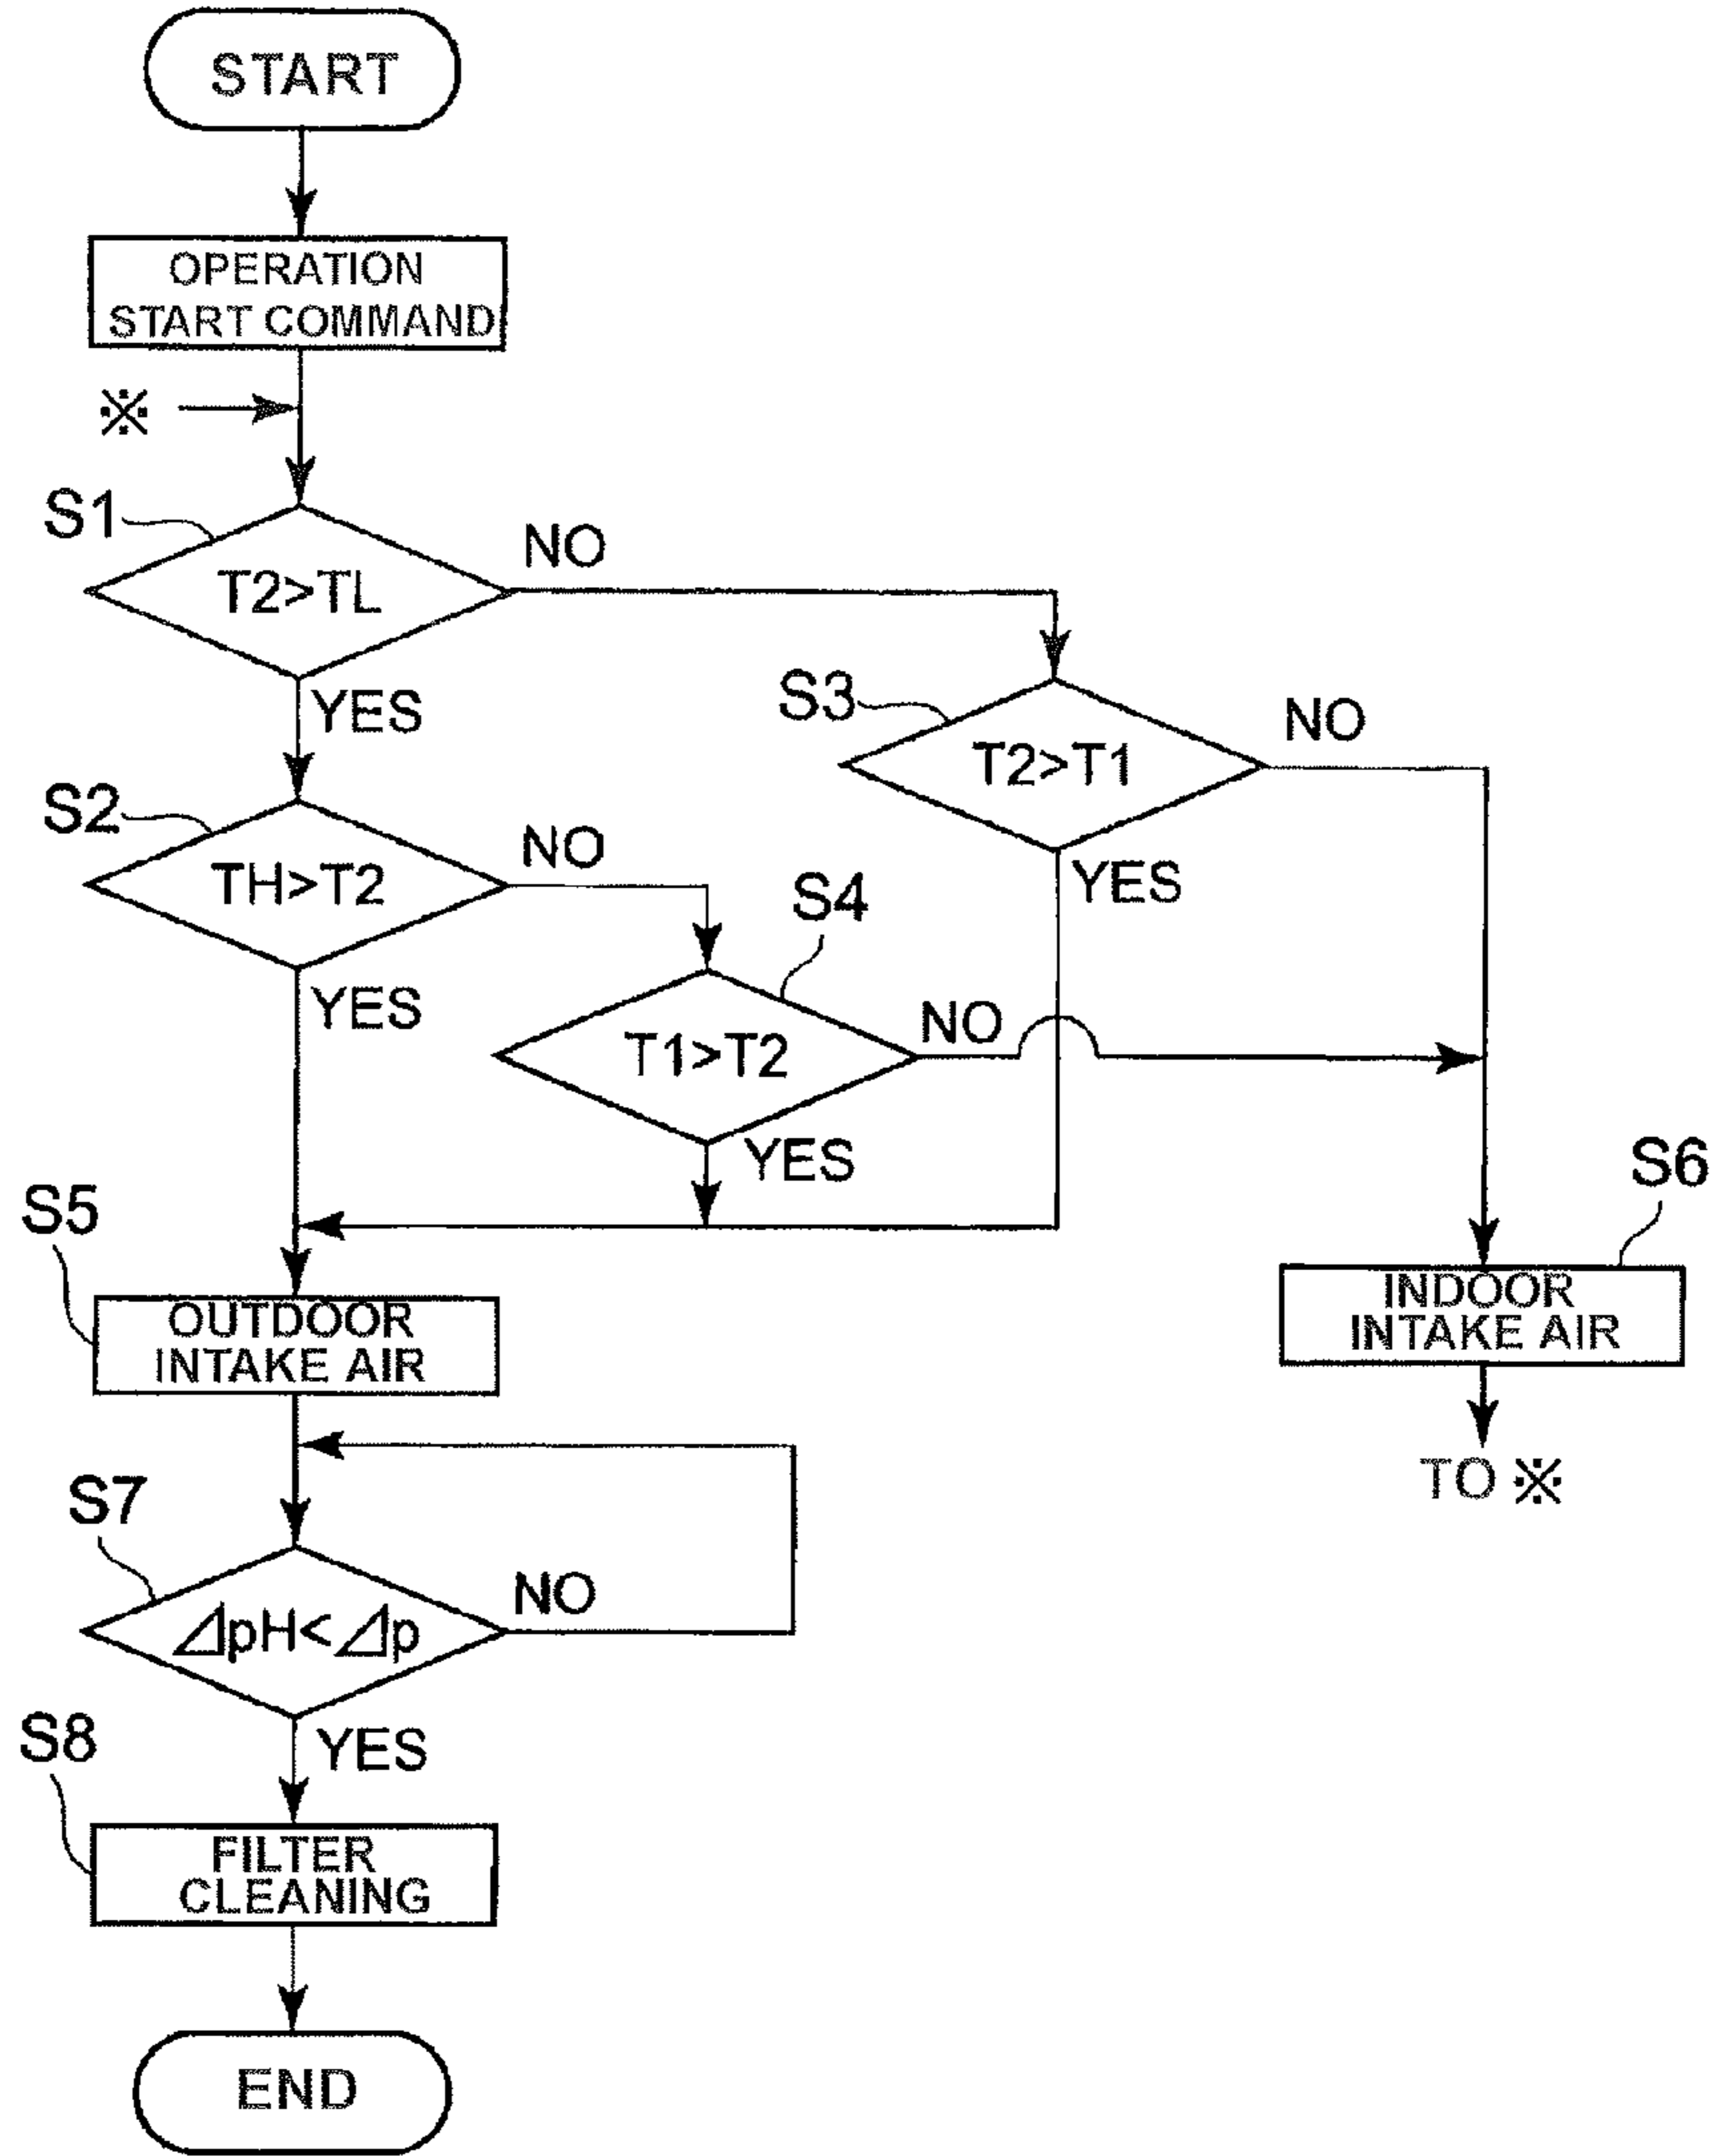 START
OPERATION
START COMMAND
※
S1
T2>TL
NO
YES
S3
T2>T1
NO
YES
S2
TH>T2
NO
YES
S4
T1>T2
NO
YES
S5
OUTDOOR
INTAKE AIR
S6
INDOOR
INTAKE AIR
TO ※
S7
⊿pH<⊿p
NO
YES
S8
FILTER
CLEANING
END